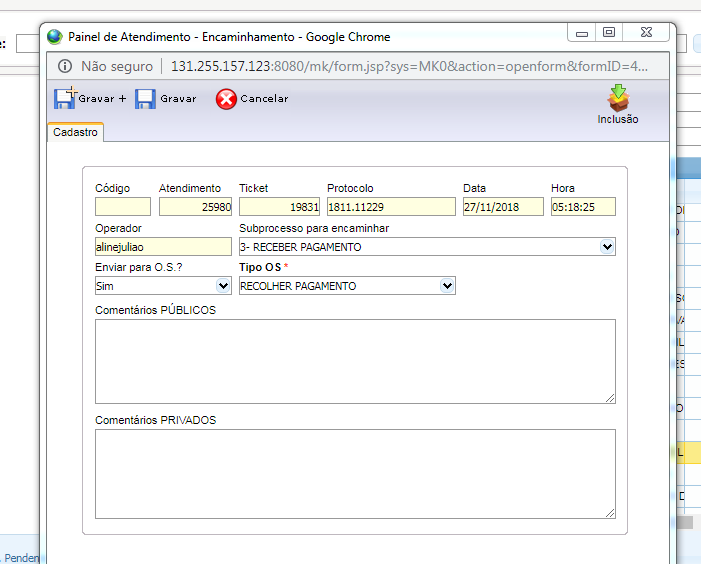 Painel de Atendimento - Encaminhamento - Google Chrome
Não seguro | 131.255.157.123:8080/mk/form.jsp?sys=MK0&action=openform&formID=4...
Gravar + Gravar Cancelar
Inclusão
Cadastro
Código Atendimento Ticket Protocolo Data Hora
25980 19831 1811.11229 27/11/2018 05:18:25
Operador Subprocesso para encaminhar
alinejuliao 3- RECEBER PAGAMENTO
Enviar para O.S.? Tipo OS *
Sim RECOLHER PAGAMENTO
Comentários PÚBLICOS
Comentários PRIVADOS